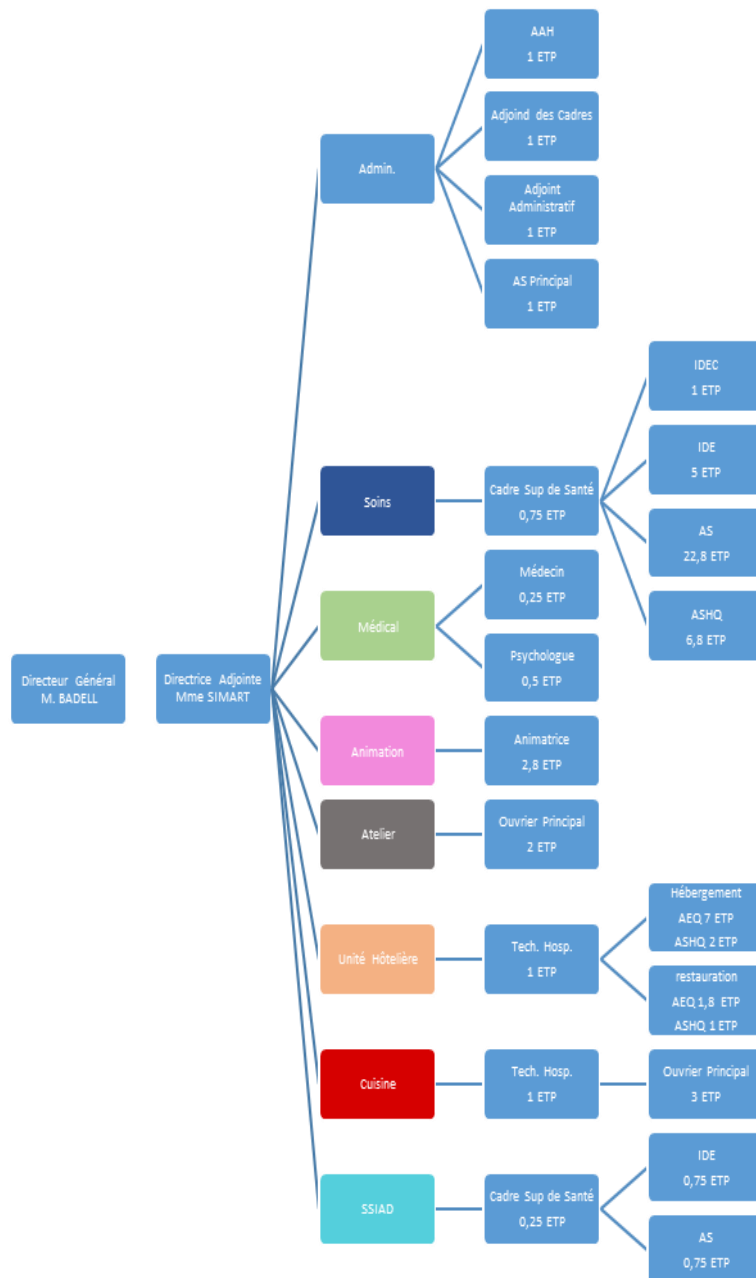 Directeur Général
M. BADELL
Directrice Adjointe
Mme SIMART
Admin.
AAH
1 ETP
Adjoind des Cadres
1 ETP
Adjoint
Administratif
1 ETP
AS Principal
1 ETP
Soins
Cadre Sup de Santé
0,75 ETP
IDEC
1 ETP
IDE
5 ETP
AS
22,8 ETP
ASHQ
6,8 ETP
Médical
Médecin
0,25 ETP
Psychologue
0,5 ETP
Animation
Animatrice
2,8 ETP
Atelier
Ouvrier Principal
2 ETP
Unité Hôtelière
Tech. Hosp.
1 ETP
Hébergement
AEQ 7 ETP
ASHQ 2 ETP
restauration
AEQ 1,8 ETP
ASHQ 1 ETP
Cuisine
Tech. Hosp.
1 ETP
Ouvrier Principal
3 ETP
SSIAD
Cadre Sup de Santé
0,25 ETP
IDE
0,75 ETP
AS
0,75 ETP